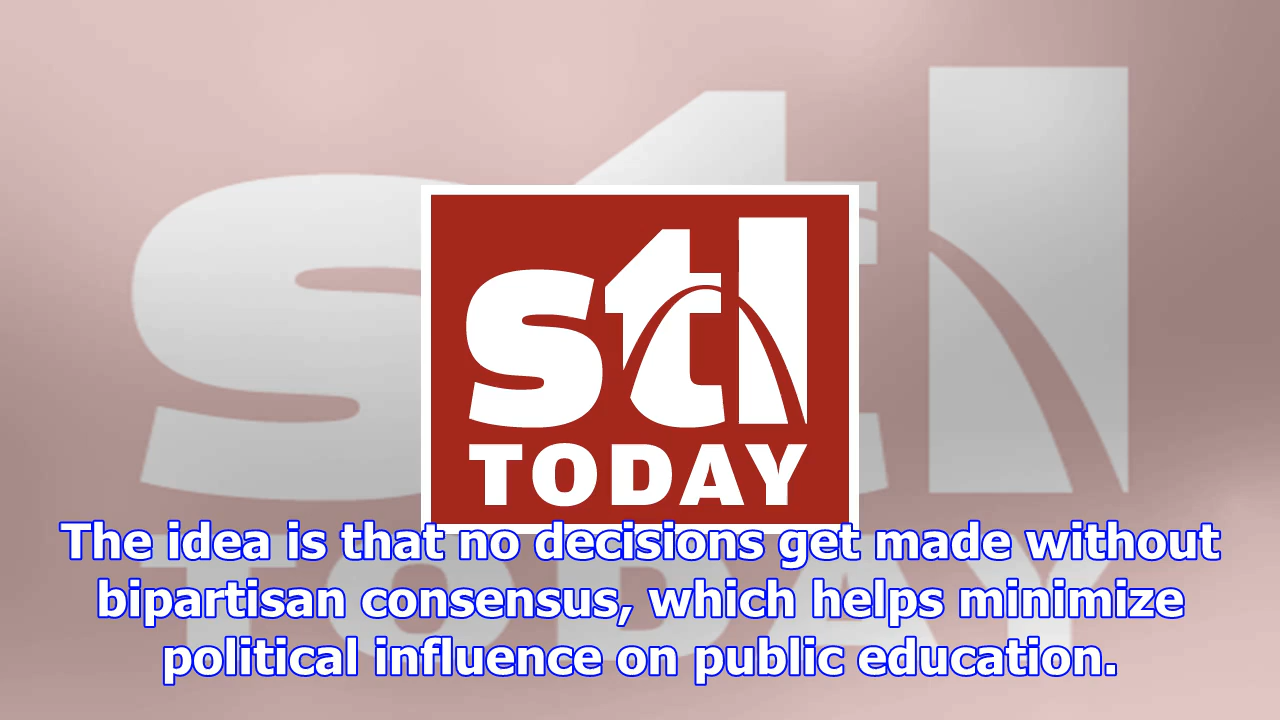 stl
TODAY
The idea is that no decisions get made without
bipartisan consensus, which helps minimize
political influence on public education.